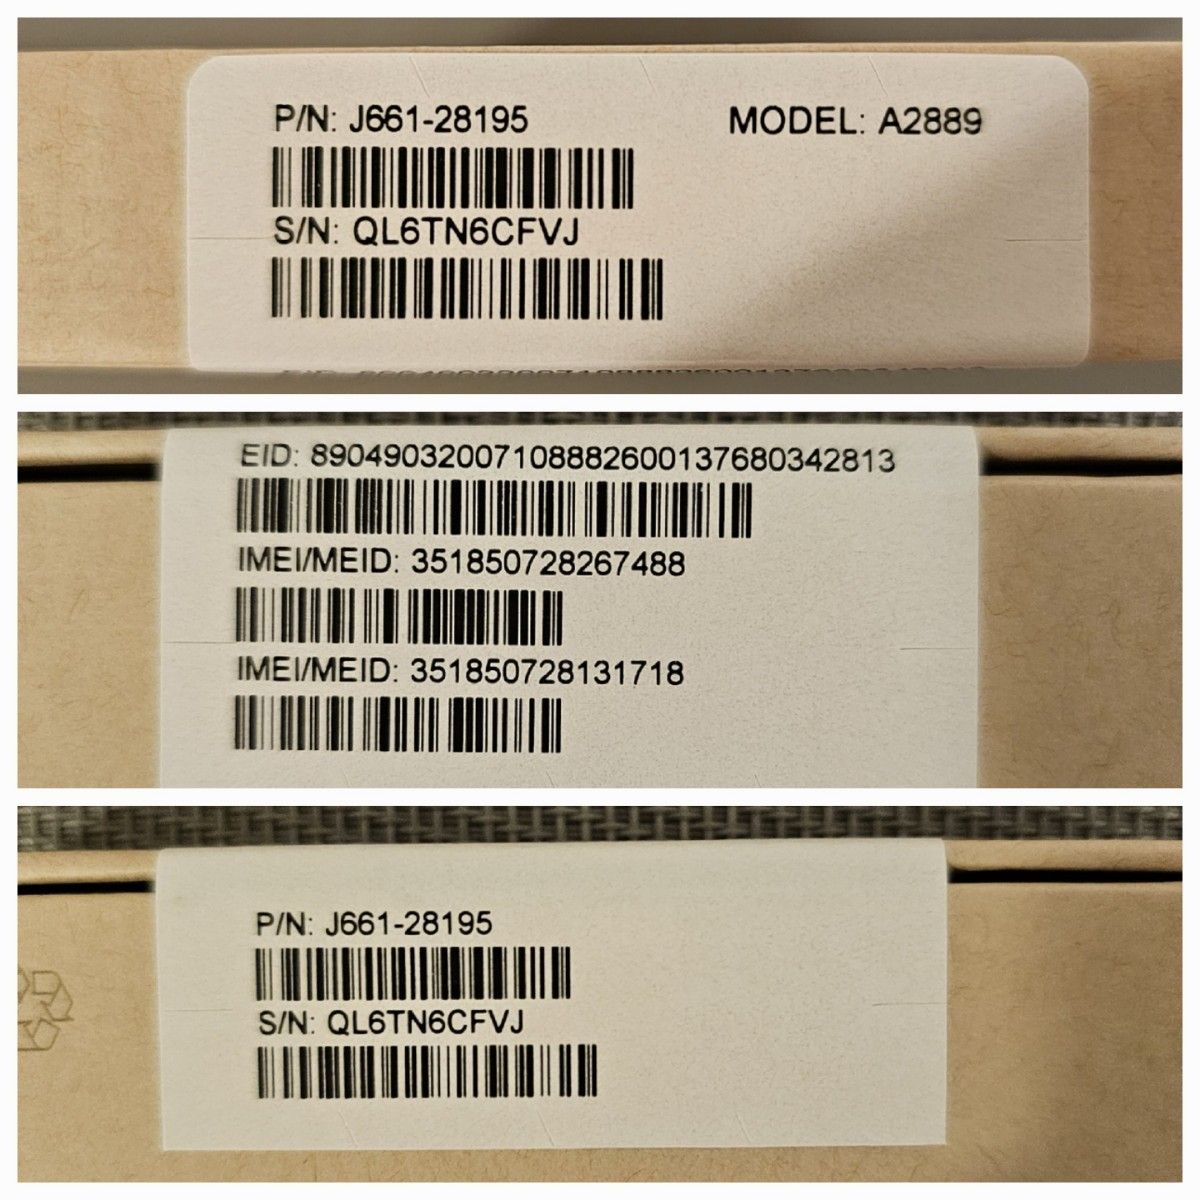 P/N: J661-28195
MODEL: A2889
S/N: QL6TN6CFVJ
EID: 89049032007108882600137680342813
IMEI/MEID: 351850728267488
IMEI/MEID: 351850728131718
P/N: J661-28195
S/N: QL6TN6CFVJ